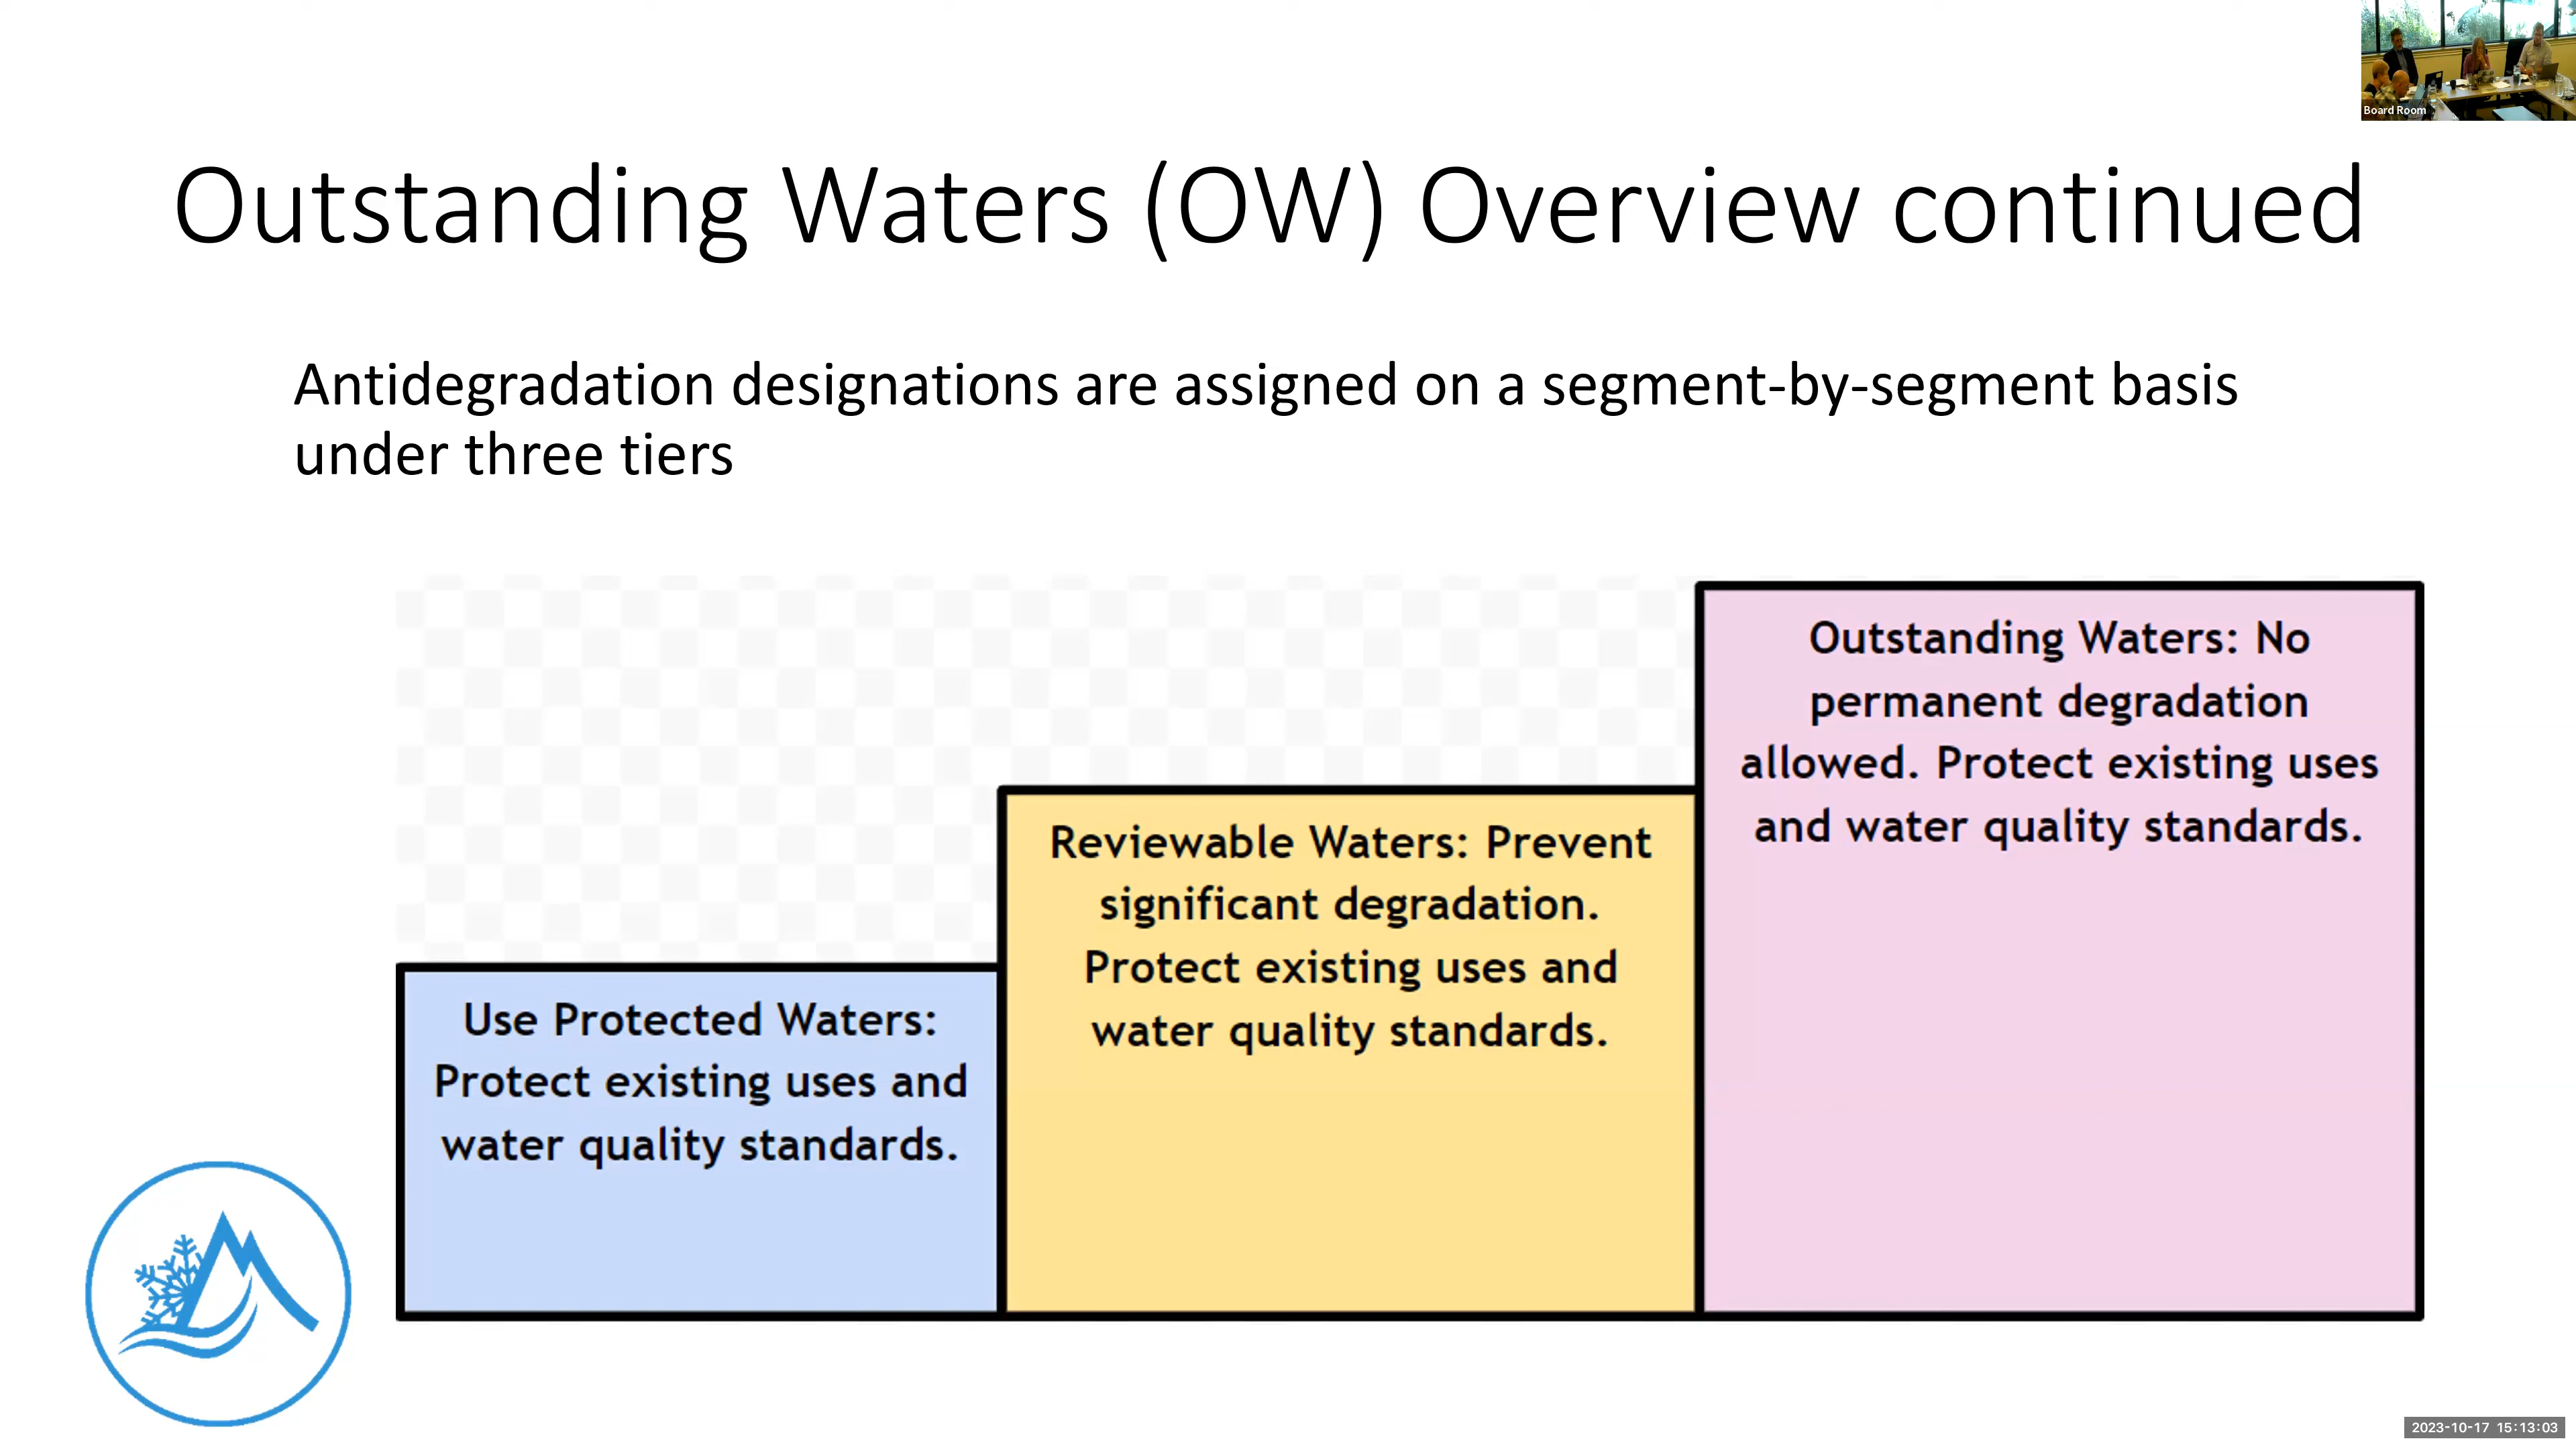 Board Room
Outstanding Waters (OW) Overview continued
Antidegradation designations are assigned on a segment-by-segment basis
under three tiers
Use Protected Waters:
Protect existing uses and
water quality standards.
Reviewable Waters: Prevent
significant degradation.
Protect existing uses and
water quality standards.
Outstanding Waters: No
permanent degradation
allowed. Protect existing uses
and water quality standards.
2023-10-17 15:13:03